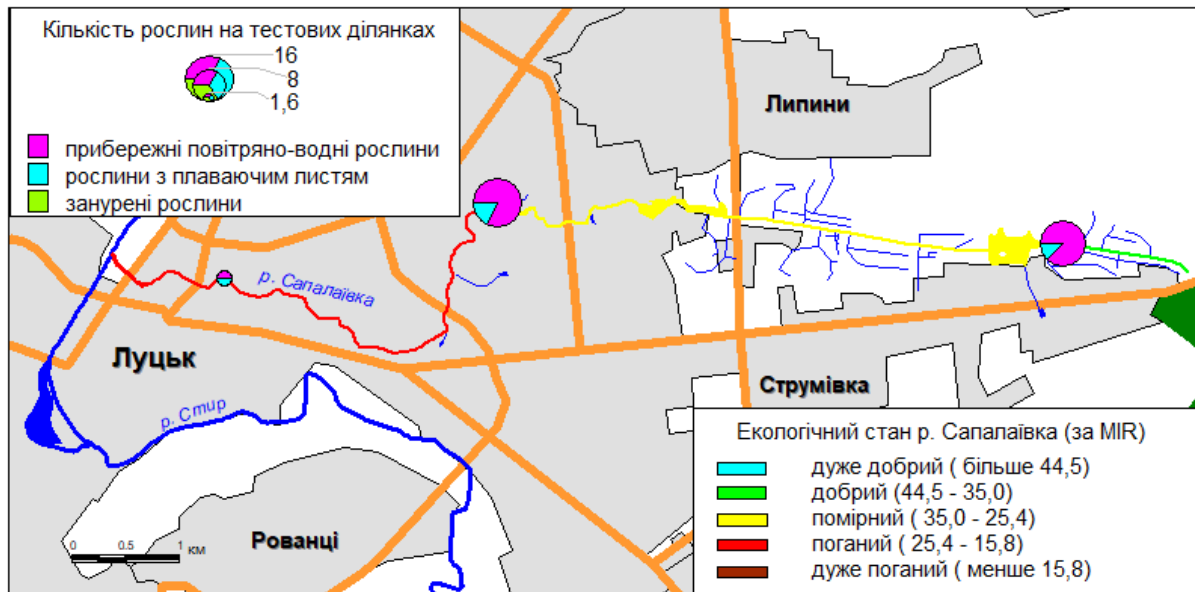 Кількість рослин на тестових ділянках
16
8
1,6
прибережні повітряно-водні рослини
рослини з плаваючим листям
занурені рослини
Липини
р. Сапалаївка
Луцьк
Струмівка
р. Стир
Рованці
0 0.5 1
км
Екологічний стан р. Сапалаївка (за MIR)
дуже добрий ( більше 44,5)
добрий (44,5 - 35,0)
помірний ( 35,0 - 25,4)
поганий ( 25,4 - 15,8)
дуже поганий ( менше 15,8)